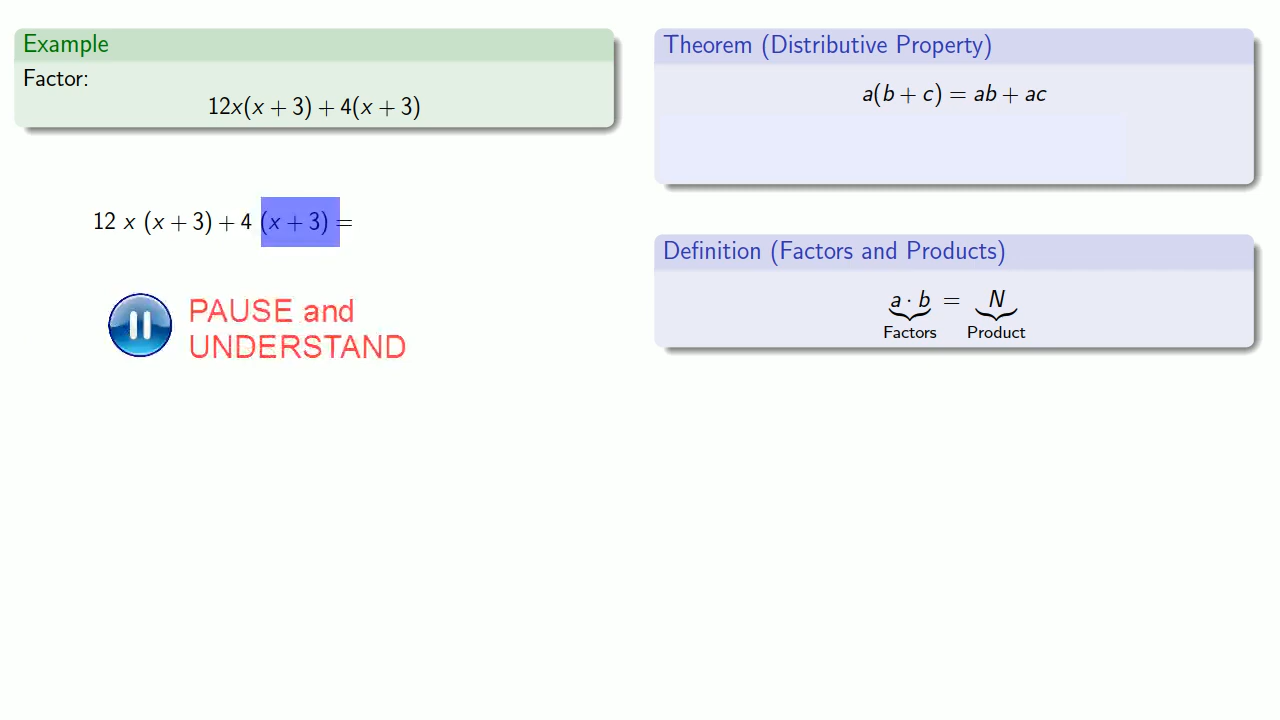 Example
Factor:
12x(x + 3) + 4(x + 3)
12 x (x + 3) + 4 (x + 3) =
PAUSE and
UNDERSTAND
Theorem (Distributive Property)
a(b + c) = ab + ac
Definition (Factors and Products)
a · b = N
Factors Product